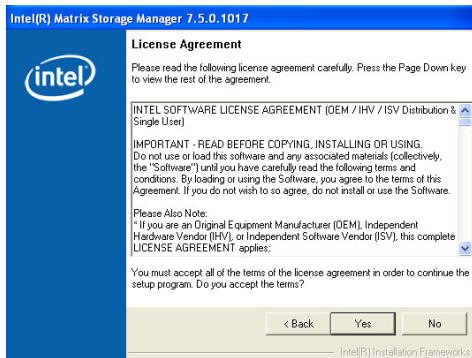 Intel(R) Matrix Storage Manager 7.5.0.1017
intel
License Agreement
Please read the following license agreement carefully. Press the Page Down key
to view the rest of the agreement.
INTEL SOFTWARE LICENSE AGREEMENT (OEM / IHV / ISV Distribution &
Single User)
IMPORTANT - READ BEFORE COPYING, INSTALLING OR USING.
Do not use or load this software and any associated materials (collectively,
the "Software") until you have carefully read the following terms and
conditions. By loading or using the Software, you agree to the terms of this
Agreement. If you do not wish to so agree, do not install or use the Software.
Please Also Note:
* If you are an Original Equipment Manufacturer (OEM), Independent
Hardware Vendor (IHV), or Independent Software Vendor (ISV), this complete
LICENSE AGREEMENT applies;
You must accept all of the terms of the license agreement in order to continue the
setup program. Do you accept the terms?
< Back Yes No
Intel(R) Installation Frameworks